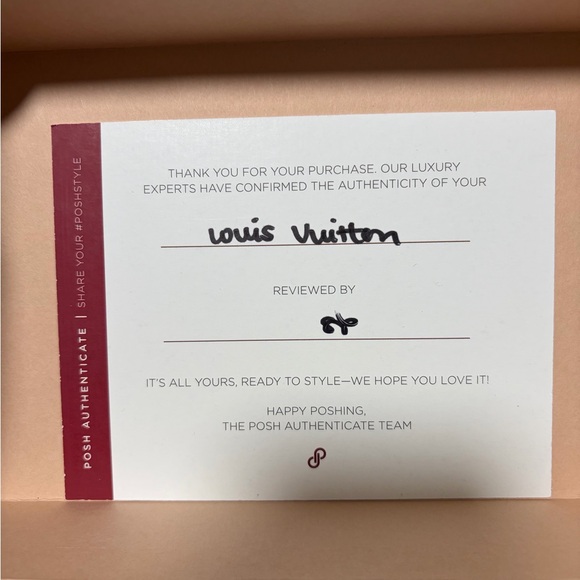 THANK YOU FOR YOUR PURCHASE. OUR LUXURY
EXPERTS HAVE CONFIRMED THE AUTHENTICITY OF YOUR
Louis Vuitton
REVIEWED BY
IT'S ALL YOURS, READY TO STYLE—WE HOPE YOU LOVE IT!
HAPPY POSHING,
THE POSH AUTHENTICATE TEAM
POSH AUTHENTICATE | SHARE YOUR #POSHSTYLE